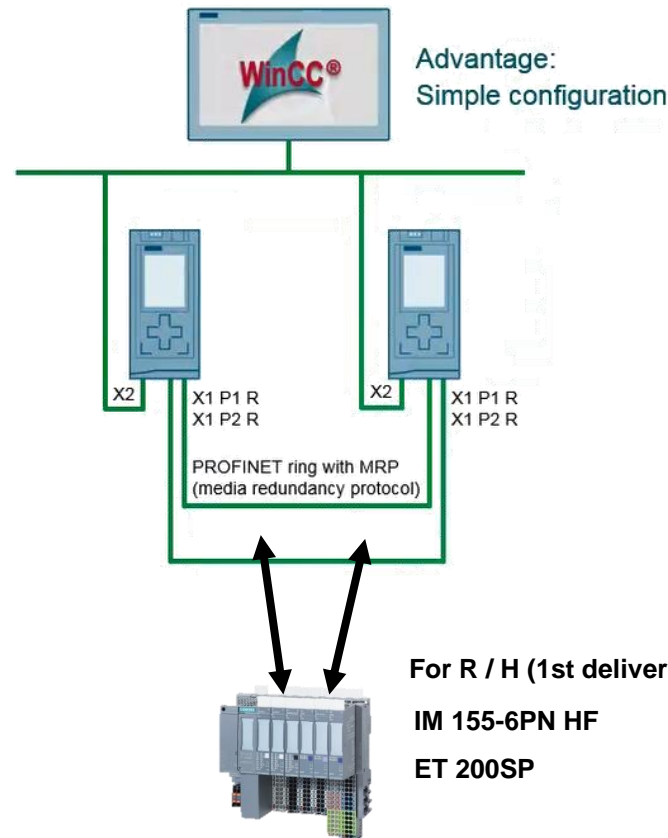 WinCC®
Advantage:
Simple configuration
X2
X1 P1 R
X1 P2 R
X2
X1 P1 R
X1 P2 R
PROFINET ring with MRP
(media redundancy protocol)
For R / H (1st deliver
IM 155-6PN HF
ET 200SP